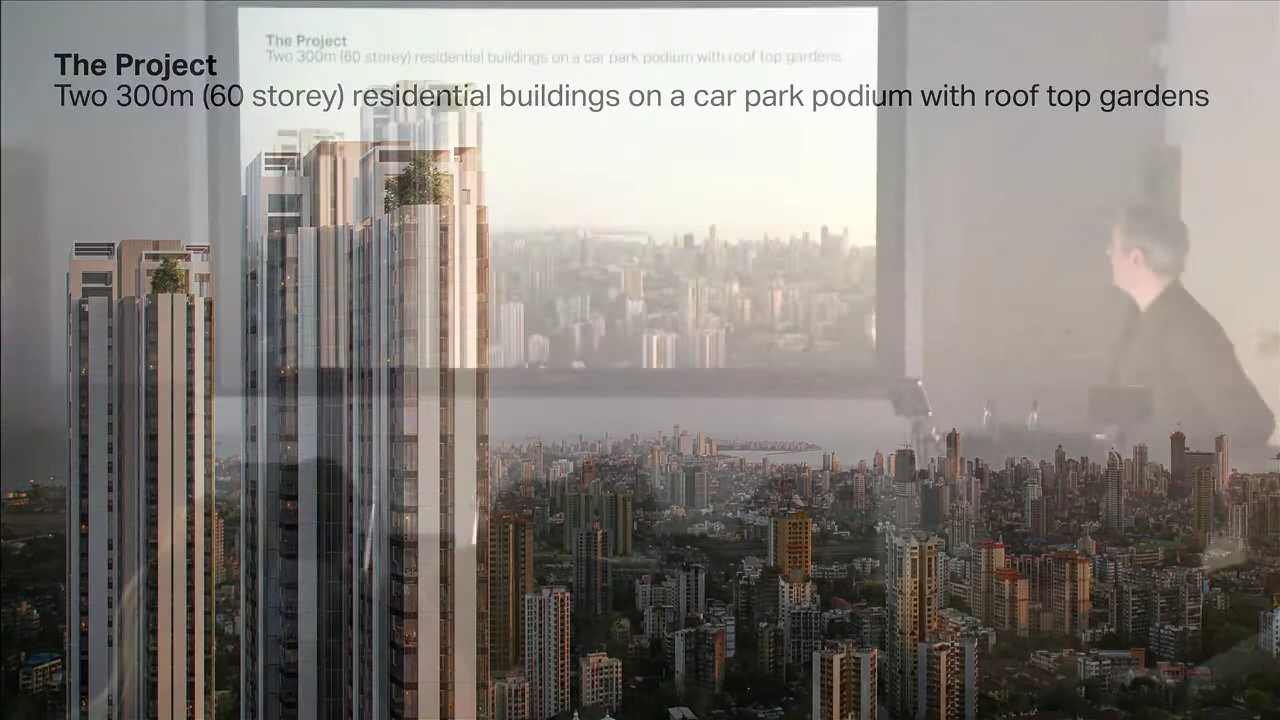 The Project
Two 300m (60 storey) residential buildings on a car park podium with roof top gardens
The Project
Two 300m (60 storey) residential buildings on a car park podium with roof top gardens